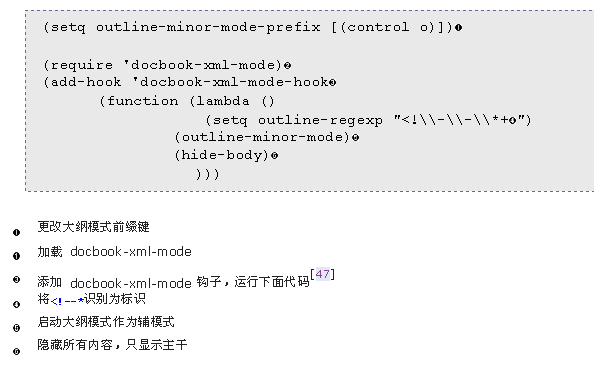 (setq outline-minor-mode-prefix [(control o)])❶
(require 'docbook-xml-mode)❷
(add-hook 'docbook-xml-mode-hook❷
(function (lambda ()
(setq outline-regexp "<!\\-\\-\\*+❹")
(outline-minor-mode)❶
(hide-body)❷
)))
❶ 更改大纲模式前缀键
❶ 加载 docbook-xml-mode
❸ 添加 docbook-xml-mode 钩子，运行下面代码[47]
❹ 将<!--*识别为标识
❺ 启动大纲模式作为辅模式
❻ 隐藏所有内容，只显示主干